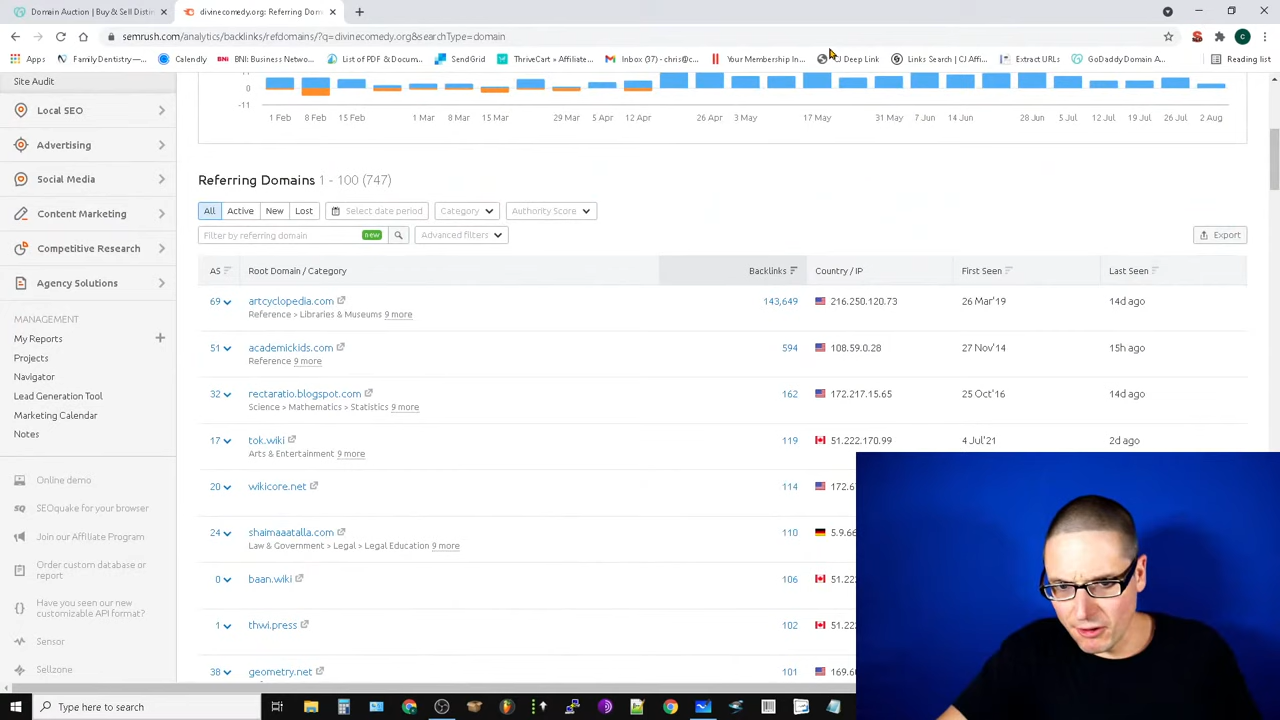 Domain Auction | Buy & Sell Distin
divinecomedy.org: Referring Dom
semrush.com/analytics/backlinks/refdomains/?q=divinecomedy.org&searchType=domain
Apps
Family Dentistry —...
Calendly
BNI: Business Netwo...
List of PDF & Docum...
SendGrid
ThriveCart » Affiliate...
Inbox (37) - chris@c...
Your Membership In...
CJ Deep Link
Links Search | CJ Affi...
Extract URLs
GoDaddy Domain A...
Reading list
Site Audit
Local SEO
Advertising
Social Media
Content Marketing
Competitive Research
Agency Solutions
MANAGEMENT
My Reports
Projects
Navigator
Lead Generation Tool
Marketing Calendar
Notes
Online demo
SEOquake for your browser
Join our Affiliate Program
Order custom database or
report
Have you seen our new
customizable API format?
Sensor
Sellzone
0
-11
1 Feb 8 Feb 15 Feb 1 Mar 8 Mar 15 Mar 29 Mar 5 Apr 12 Apr 26 Apr 3 May 17 May 31 May 7 Jun 14 Jun 28 Jun 5 Jul 12 Jul 19 Jul 26 Jul 2 Aug
Referring Domains 1 - 100 (747)
All Active New Lost Select date period Category Authority Score
Filter by referring domain new Advanced filters Export
AS Root Domain / Category Backlinks Country / IP First Seen Last Seen
69 artcyclopedia.com 143,649 216.250.120.73 26 Mar'19 14d ago
Reference > Libraries & Museums 9 more
51 academickids.com 594 108.59.0.28 27 Nov'14 15h ago
Reference 9 more
32 rectaratio.blogspot.com 162 172.217.15.65 25 Oct'16 14d ago
Science > Mathematics > Statistics 9 more
17 tok.wiki 119 51.222.170.99 4 Jul'21 2d ago
Arts & Entertainment 9 more
20 wikicore.net 114 172.6
24 shaimaaatalla.com 110 5.9.66
Law & Government > Legal > Legal Education 9 more
0 baan.wiki 106 51.222
1 thwi.press 102 51.222
38 geometry.net 101 169.60
Type here to search